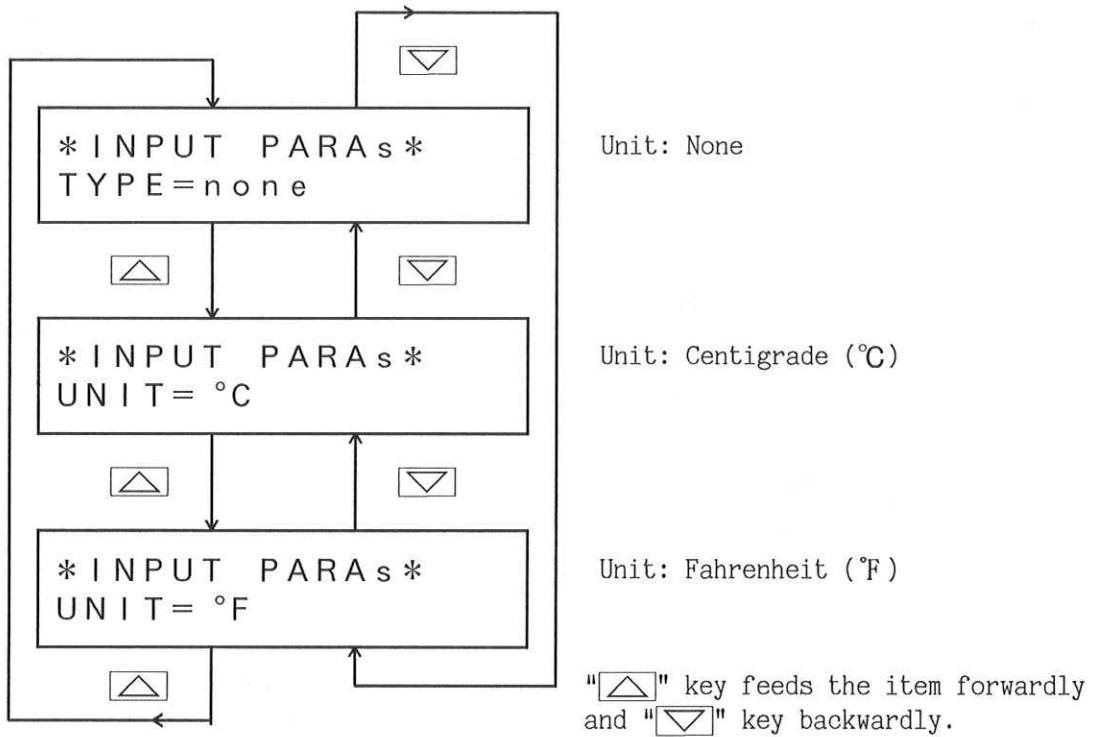 *INPUT PARAs*
TYPE=none
Unit: None
*INPUT PARAs*
UNIT= °C
Unit: Centigrade (℃)
*INPUT PARAs*
UNIT= °F
Unit: Fahrenheit (°F)
"△" key feeds the item forwardly
and "▽" key backwardly.